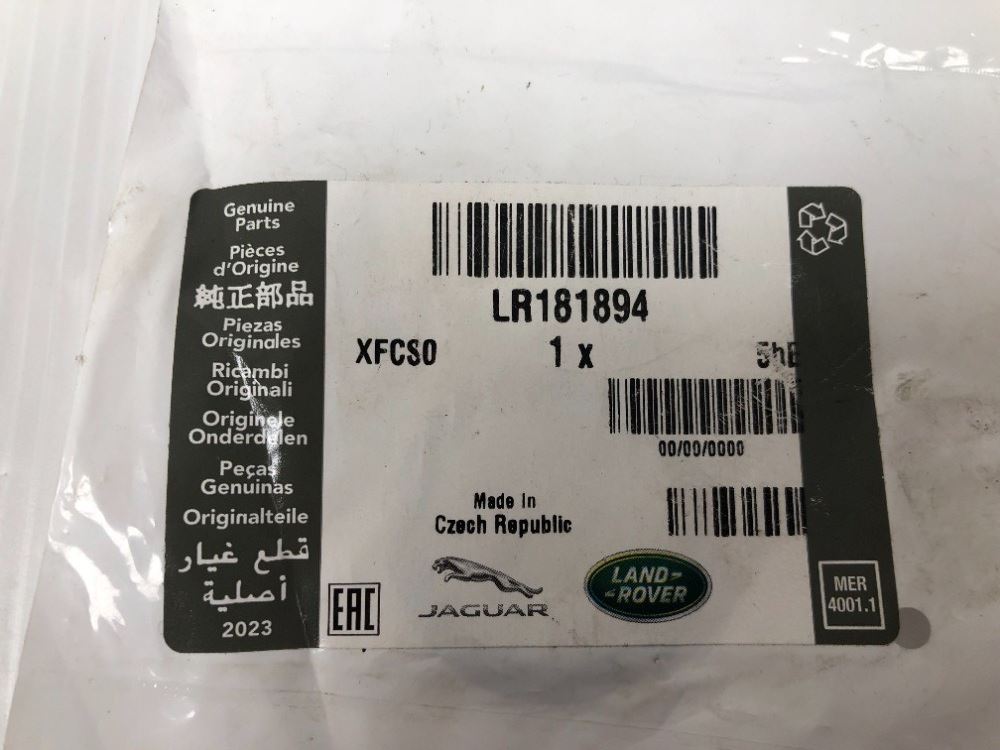 Genuine
Parts
Pièces
d'Origine
純正部品
Piezas
Originales
Ricambi
Originali
Originele
Onderdelen
Peças
Genuinas
Originalteile
قطع غيار
أصلية
2023
LR181894
XFCS0 1 x
00/00/0000
Made In
Czech Republic
EAC
JAGUAR
LAND-
-ROVER
MER
4001.1